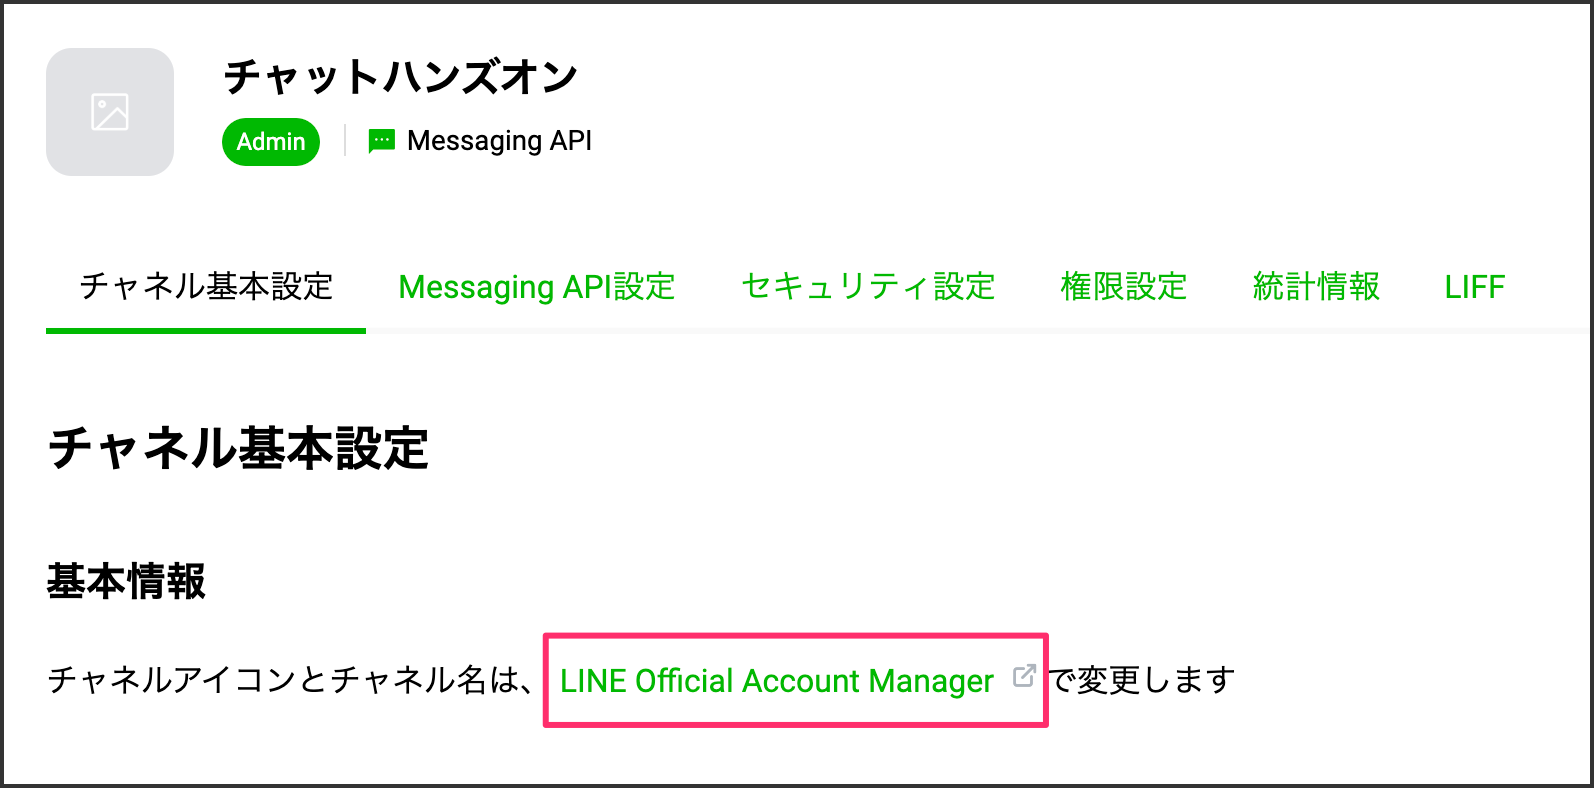 チャットハンズオン
Admin Messaging API
チャネル基本設定 Messaging API設定 セキュリティ設定 権限設定 統計情報 LIFF
チャネル基本設定
基本情報
チャネルアイコンとチャネル名は、LINE Official Account Manager で変更します